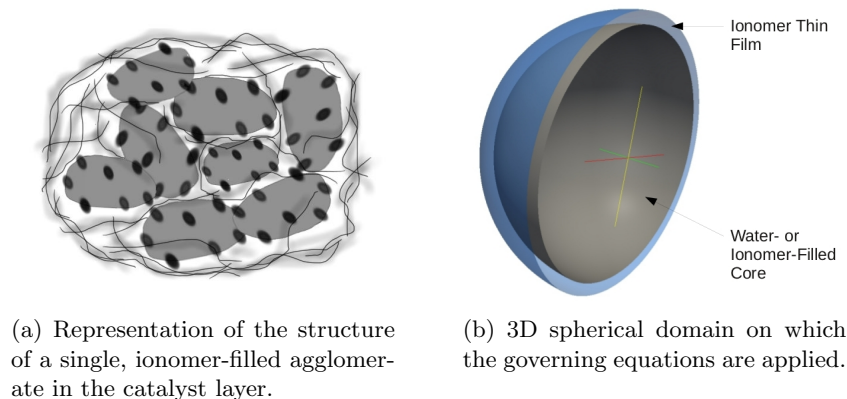 Ionomer Thin
Film
Water- or
Ionomer-Filled
Core
(a) Representation of the structure
of a single, ionomer-filled agglomer-
ate in the catalyst layer.
(b) 3D spherical domain on which
the governing equations are applied.